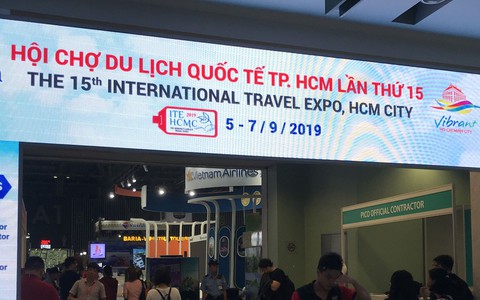 HỘI CHỢ DU LỊCH QUỐC TẾ TP. HCM LẦN THỨ 15
THE 15th INTERNATIONAL TRAVEL EXPO, HCM CITY
ITE
2019
HCMC
5 - 7 / 9 / 2019
Vibrant
Vietnam Airlines
PICO OFFICIAL CONTRACTOR